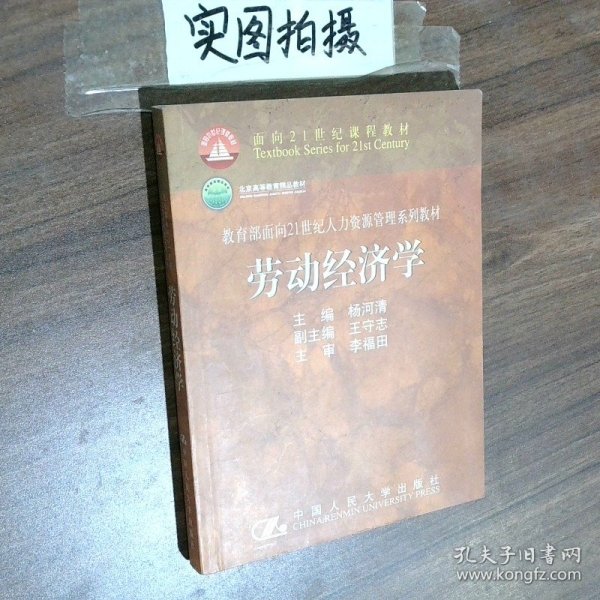 实图拍摄
面向21世纪课程教材
Textbook Series for 21st Century
北京高等教育精品教材
教育部面向21世纪人力资源管理系列教材
劳动经济学
主 编 杨河清
副主编 王守志
主 审 李福田
中国人民大学出版社
CHINA RENMIN UNIVERSITY PRESS
劳动经济学
孔夫子旧书网
www.kongfz.com